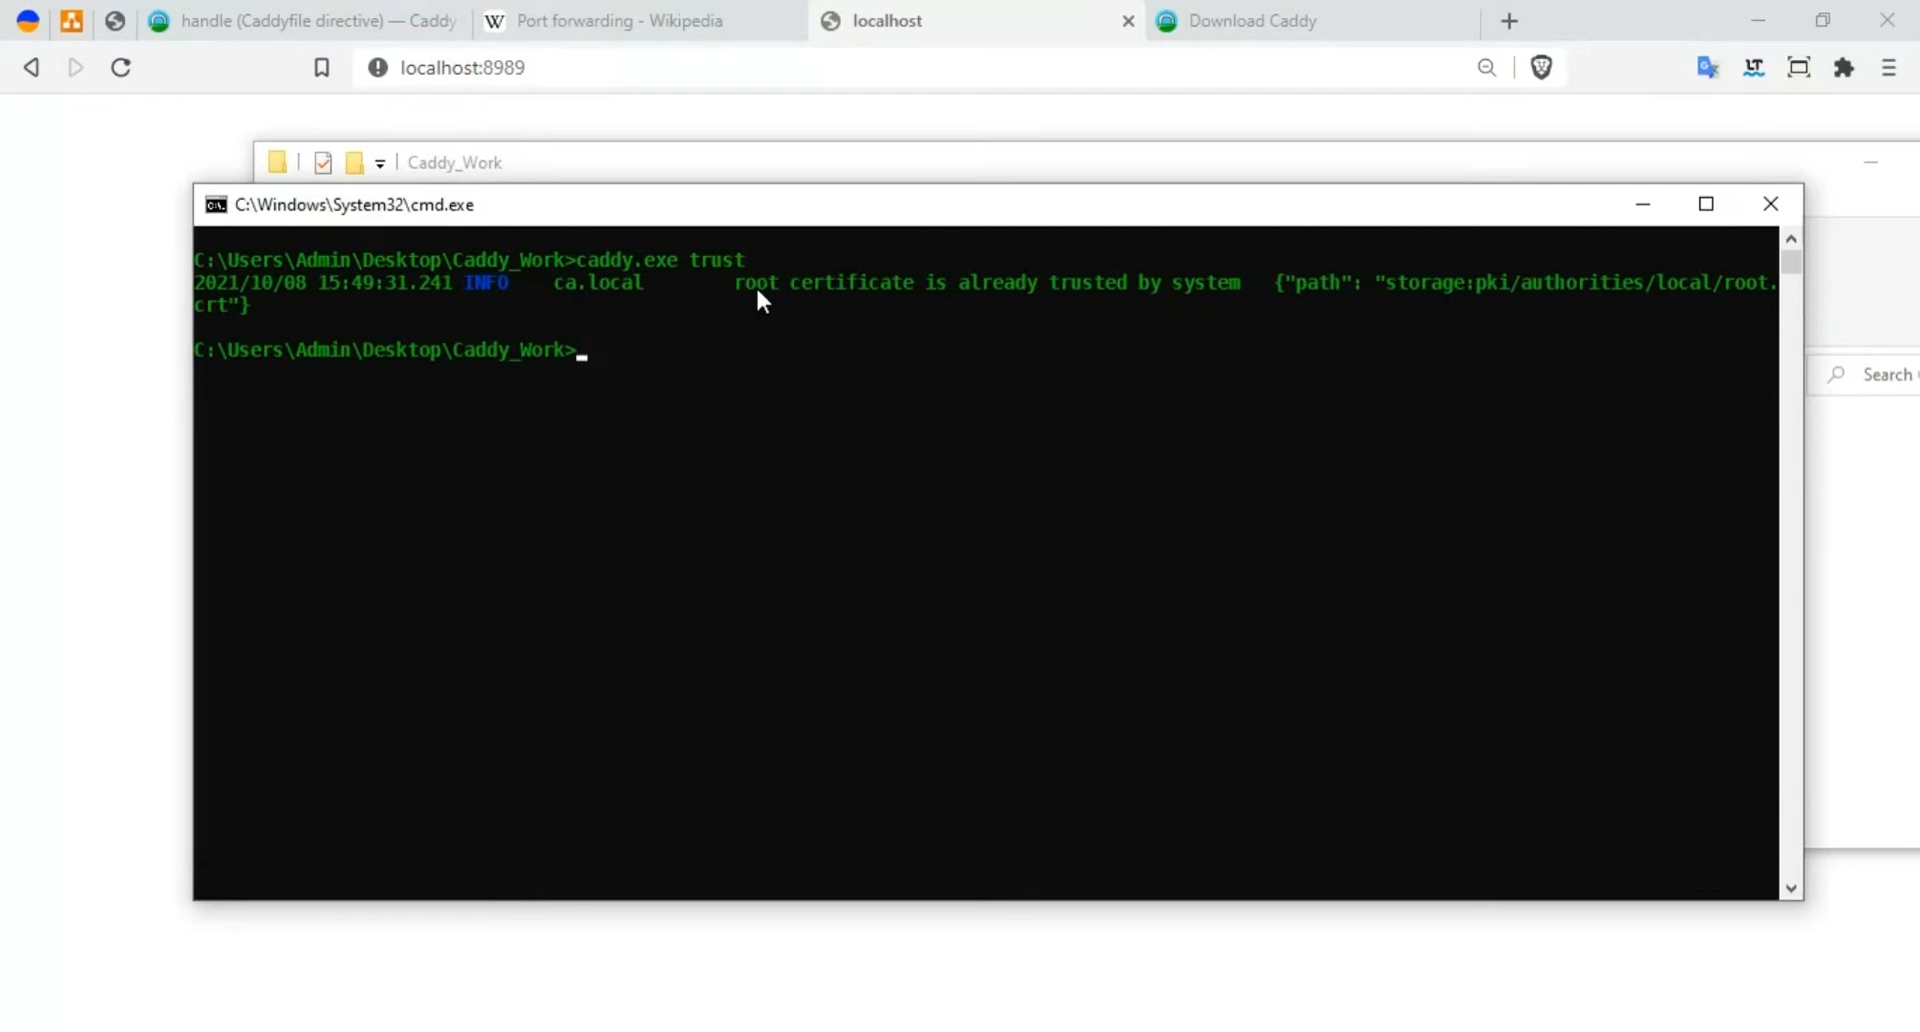 handle (Caddyfile directive) — Caddy
W Port forwarding - Wikipedia
localhost
Download Caddy
localhost:8989
LT
Caddy_Work
C:\Windows\System32\cmd.exe
C:\Users\Admin\Desktop\Caddy_Work>caddy.exe trust
2021/10/08 15:49:31.241 INFO ca.local root certificate is already trusted by system {"path": "storage:pki/authorities/local/root.
crt"}
C:\Users\Admin\Desktop\Caddy_Work>_
Search